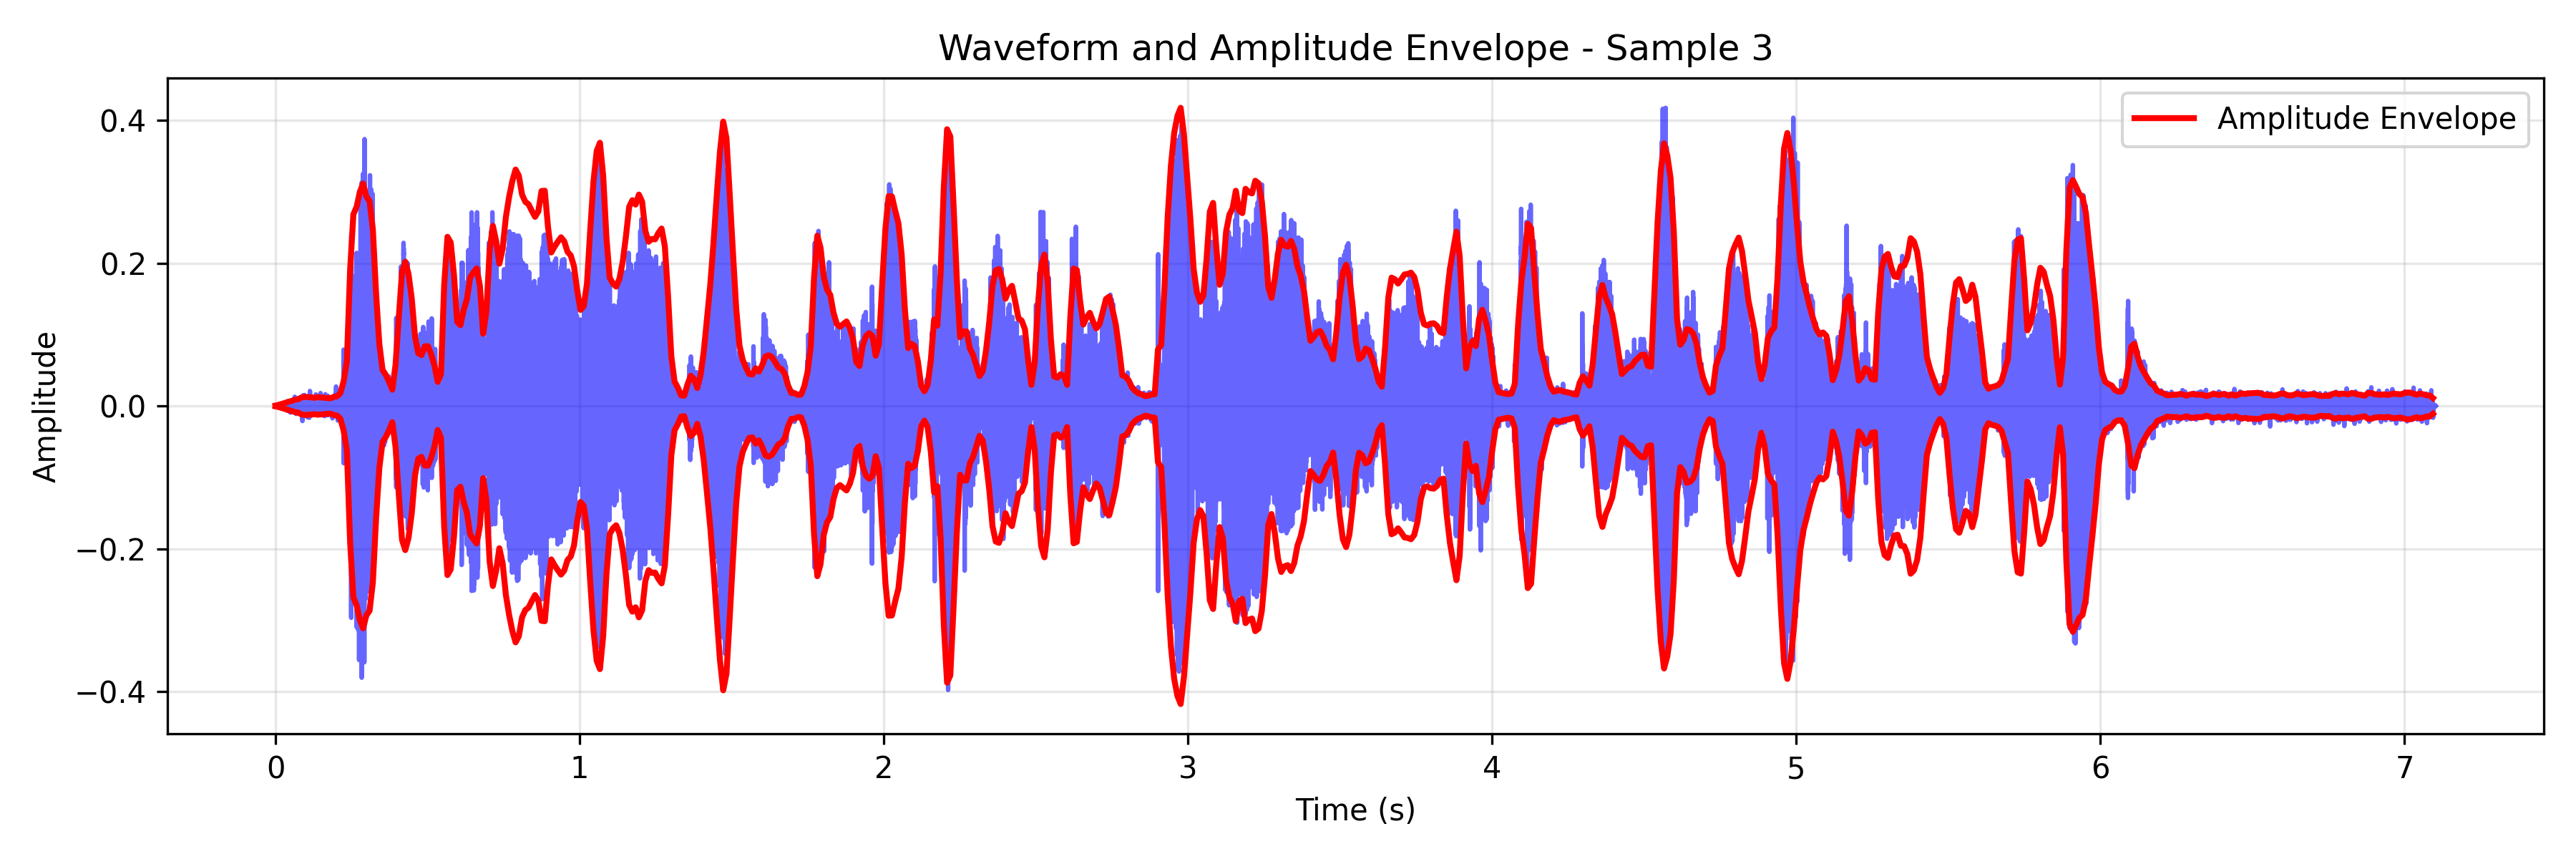 Waveform and Amplitude Envelope - Sample 3
Amplitude Envelope
Amplitude
0.4
0.2
0.0
−0.2
−0.4
0 1 2 3 4 5 6 7
Time (s)